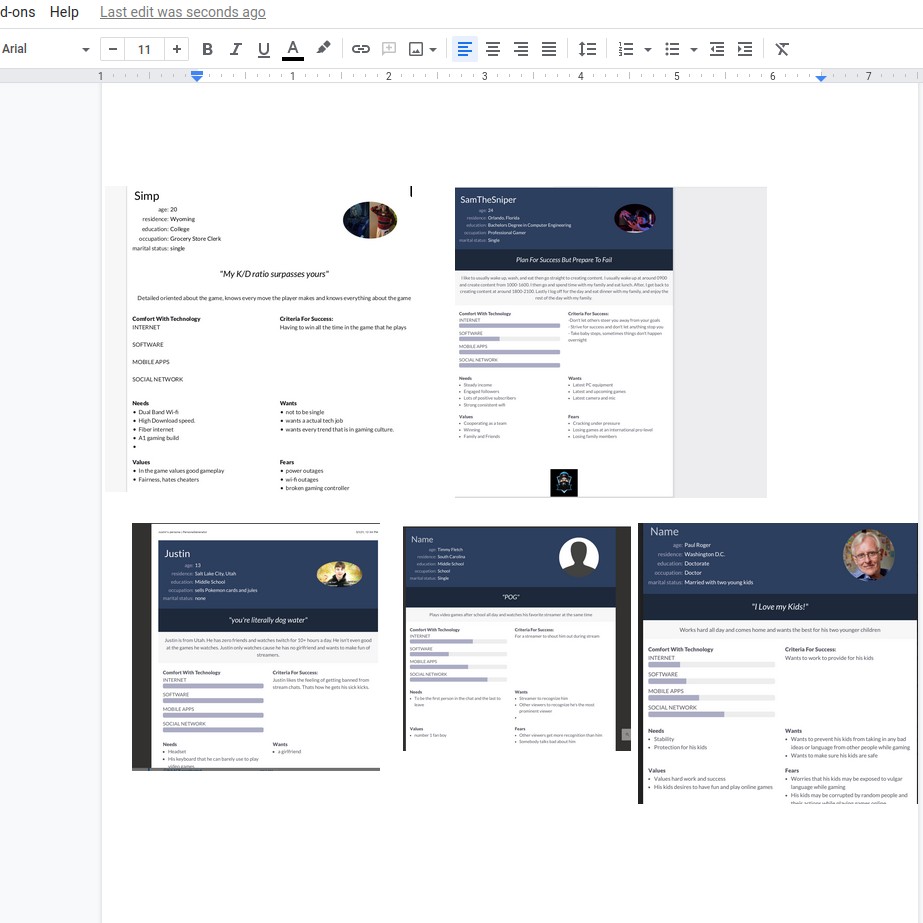 d-ons Help Last edit was seconds ago
Arial 11 B I U A
1 1 2 3 4 5 6 7
Simp
age: 20
residence: Wyoming
education: College
occupation: Grocery Store Clerk
marital status: single
"My K/D ratio surpasses yours"
Detailed oriented about the game, knows every move the player makes and knows everything about the game
Comfort With Technology
INTERNET
SOFTWARE
MOBILE APPS
SOCIAL NETWORK
Criteria For Success:
Having to win all the time in the game that he plays
Needs
• Dual Band Wi-fi
• High Download speed.
• Fiber internet
• A1 gaming build
•
Wants
• not to be single
• wants a actual tech job
• wants every trend that is in gaming culture.
Values
• In the game values good gameplay
• Fairness, hates cheaters
Fears
• power outages
• wi-fi outages
• broken gaming controller
SamTheSniper
age: 24
residence: Orlando, Florida
education: Bachelors Degree in Computer Engineering
occupation: Professional Gamer
marital status: Single
Plan For Success But Prepare To Fail
I like to usually wake up, wash, and eat then go straight to creating content. I usually wake up at around 0900
and create content from 1000-1600. I then go and spend time with my family and eat lunch. After, I get back to
creating content at around 1800-2100. Lastly I log off for the day and eat dinner with my family, and enjoy the
rest of the day with my family.
Comfort With Technology
INTERNET
SOFTWARE
MOBILE APPS
SOCIAL NETWORK
Criteria For Success:
-Don't let others steer you away from your goals
- Strive for success and don't let anything stop you
- Take baby steps, sometimes things don't happen
overnight
Needs
• Steady income
• Engaged followers
• Lots of positive subscribers
• Strong consistent wifi
Wants
• Latest PC equipment
• Latest and upcoming games
• Latest camera and mic
Values
• Cooperating as a team
• Winning
• Family and Friends
Fears
• Cracking under pressure
• Losing games at an international pro-level
• Losing family members
Justin
age: 13
residence: Salt Lake City, Utah
education: Middle School
occupation: sells Pokemon cards and juuls
marital status: none
"you're literally dog water"
Justin is from Utah. He has zero friends and watches twitch for 10+ hours a day. He isn't even good
at the games he watches. Justin only watches cause he has no girlfriend and wants to fun of
streamers.
Comfort With Technology
INTERNET
SOFTWARE
MOBILE APPS
SOCIAL NETWORK
Criteria For Success:
Justin likes the feeling of getting banned from
stream chats. Thats how he gets his sick kicks.
Needs
• Headset
• His keyboard that he can barely use to play
video games.
Wants
• a girlfriend
Name
age: Timmy Fletch
residence: South Carolina
education: Middle School
occupation: School
marital status: Single
"POG"
Plays video games after school all day and watches his favorite streamer at the same time
Comfort With Technology
INTERNET
SOFTWARE
MOBILE APPS
SOCIAL NETWORK
Criteria For Success:
For a streamer to shout him out during stream
Needs
• To be the first person in the chat and the last to
leave
Wants
• Streamer to recognize him
• Other viewers to recognize he's the most
prominent viewer
•
Values
• number 1 fan boy
Fears
• Other viewers get more recognition than him
• Somebody talks bad about him
Name
age: Paul Roger
residence: Washington D.C.
education: Doctorate
occupation: Doctor
marital status: Married with two young kids
"I Love my Kids!"
Works hard all day and comes home and wants the best for his two younger children
Comfort With Technology
INTERNET
SOFTWARE
MOBILE APPS
SOCIAL NETWORK
Criteria For Success:
Wants to work to provide for his kids
Needs
• Stability
• Protection for his kids
Wants
• Wants to prevent his kids from taking in any bad
ideas or language from other people while gaming
• Wants to make sure his kids are safe
Values
• Values hard work and success
• His kids desires to have fun and play online games
Fears
• Worries that his kids may be exposed to vulgar
language while gaming
• His kids may be corrupted by random people and
their actions while playing games online